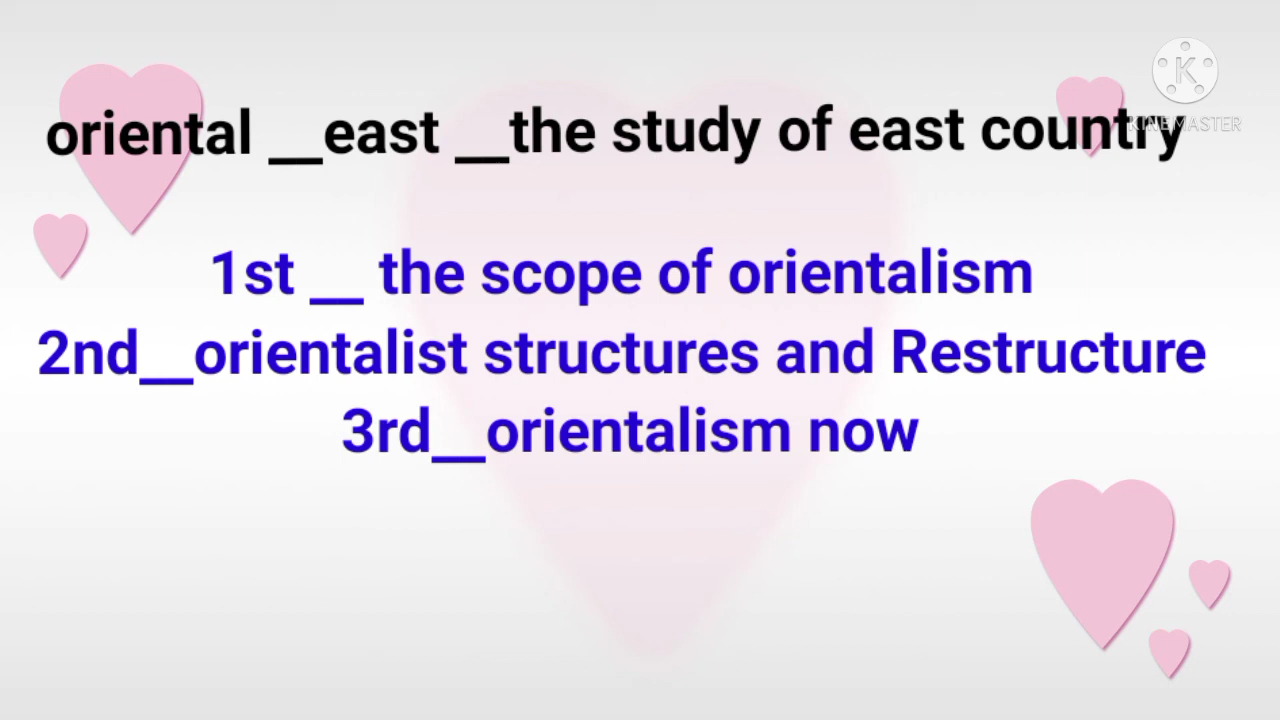 oriental __east __the study of east country
KINEMASTER
1st __ the scope of orientalism
2nd__orientalist structures and Restructure
3rd__orientalism now